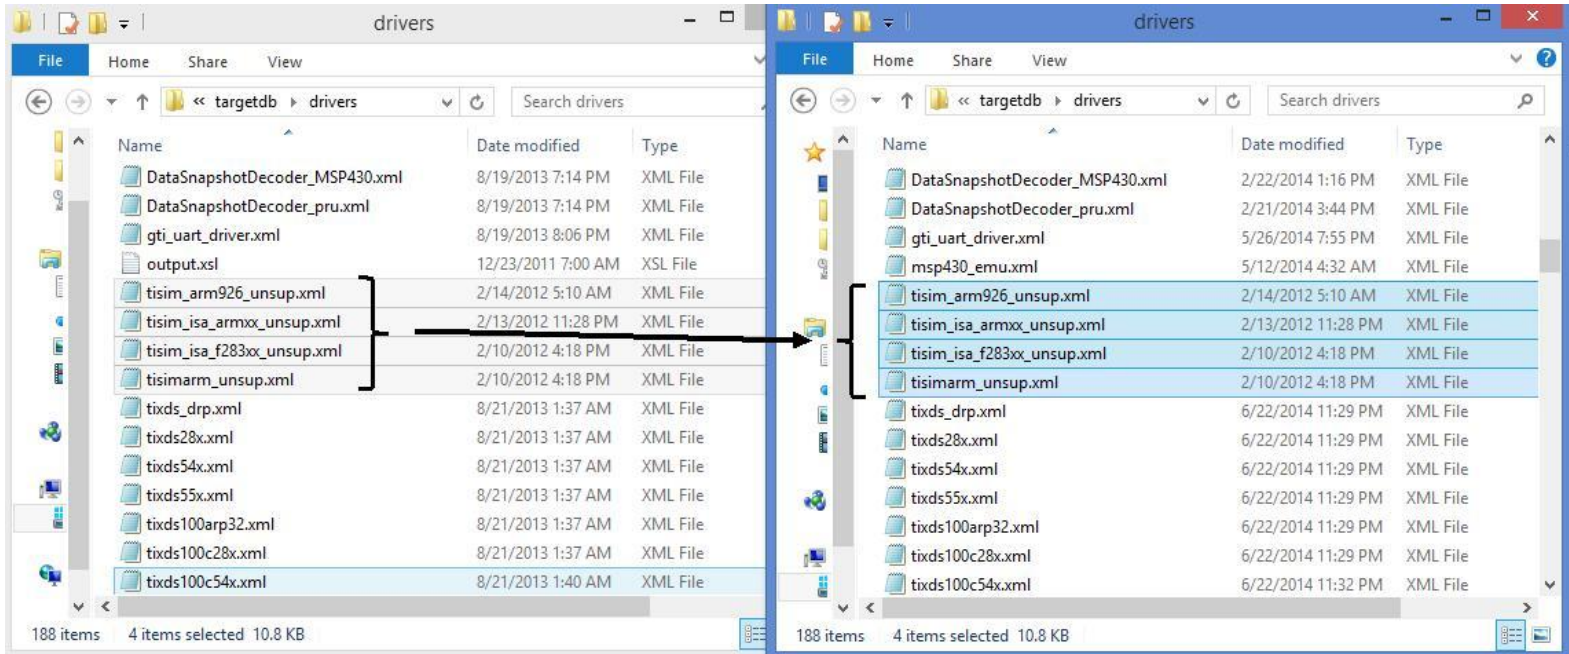 drivers
File Home Share View
« targetdb drivers Search drivers
Name Date modified Type
DataSnapshotDecoder_MSP430.xml 8/19/2013 7:14 PM XML File
DataSnapshotDecoder_pru.xml 8/19/2013 7:14 PM XML File
gti_uart_driver.xml 8/19/2013 8:06 PM XML File
output.xsl 12/23/2011 7:00 AM XSL File
tisim_arm926_unsup.xml 2/14/2012 5:10 AM XML File
tisim_isa_armxx_unsup.xml 2/13/2012 11:28 PM XML File
tisim_isa_f283xx_unsup.xml 2/10/2012 4:18 PM XML File
tisimarm_unsup.xml 2/10/2012 4:18 PM XML File
tixds_drp.xml 8/21/2013 1:37 AM XML File
tixds28x.xml 8/21/2013 1:37 AM XML File
tixds54x.xml 8/21/2013 1:37 AM XML File
tixds55x.xml 8/21/2013 1:37 AM XML File
tixds100arp32.xml 8/21/2013 1:37 AM XML File
tixds100c28x.xml 8/21/2013 1:37 AM XML File
tixds100c54x.xml 8/21/2013 1:40 AM XML File
188 items 4 items selected 10.8 KB
drivers
File Home Share View
« targetdb drivers Search drivers
Name Date modified Type
DataSnapshotDecoder_MSP430.xml 2/22/2014 1:16 PM XML File
DataSnapshotDecoder_pru.xml 2/21/2014 3:44 PM XML File
gti_uart_driver.xml 5/26/2014 7:55 PM XML File
msp430_emu.xml 5/12/2014 4:32 AM XML File
tisim_arm926_unsup.xml 2/14/2012 5:10 AM XML File
tisim_isa_armxx_unsup.xml 2/13/2012 11:28 PM XML File
tisim_isa_f283xx_unsup.xml 2/10/2012 4:18 PM XML File
tisimarm_unsup.xml 2/10/2012 4:18 PM XML File
tixds_drp.xml 6/22/2014 11:29 PM XML File
tixds28x.xml 6/22/2014 11:29 PM XML File
tixds54x.xml 6/22/2014 11:29 PM XML File
tixds55x.xml 6/22/2014 11:29 PM XML File
tixds100arp32.xml 6/22/2014 11:29 PM XML File
tixds100c28x.xml 6/22/2014 11:29 PM XML File
tixds100c54x.xml 6/22/2014 11:32 PM XML File
188 items 4 items selected 10.8 KB